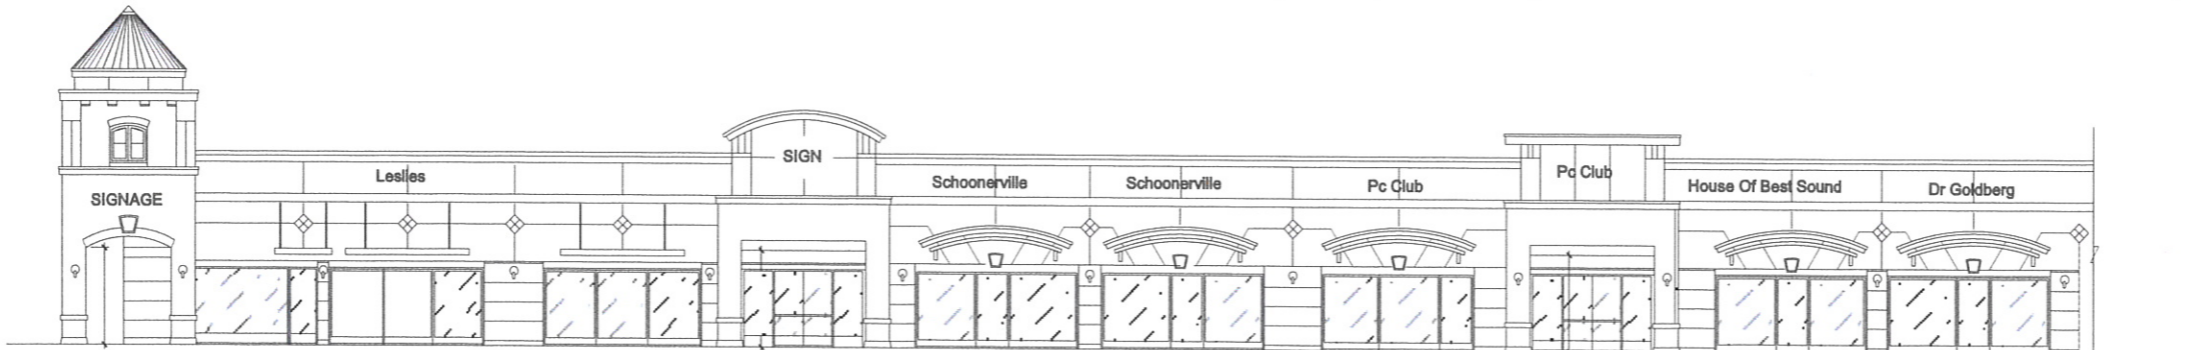 SIGNAGE
Leslies
SIGN
Schoonerville
Schoonerville
Pc Club
Pc Club
House Of Best Sound
Dr Goldberg